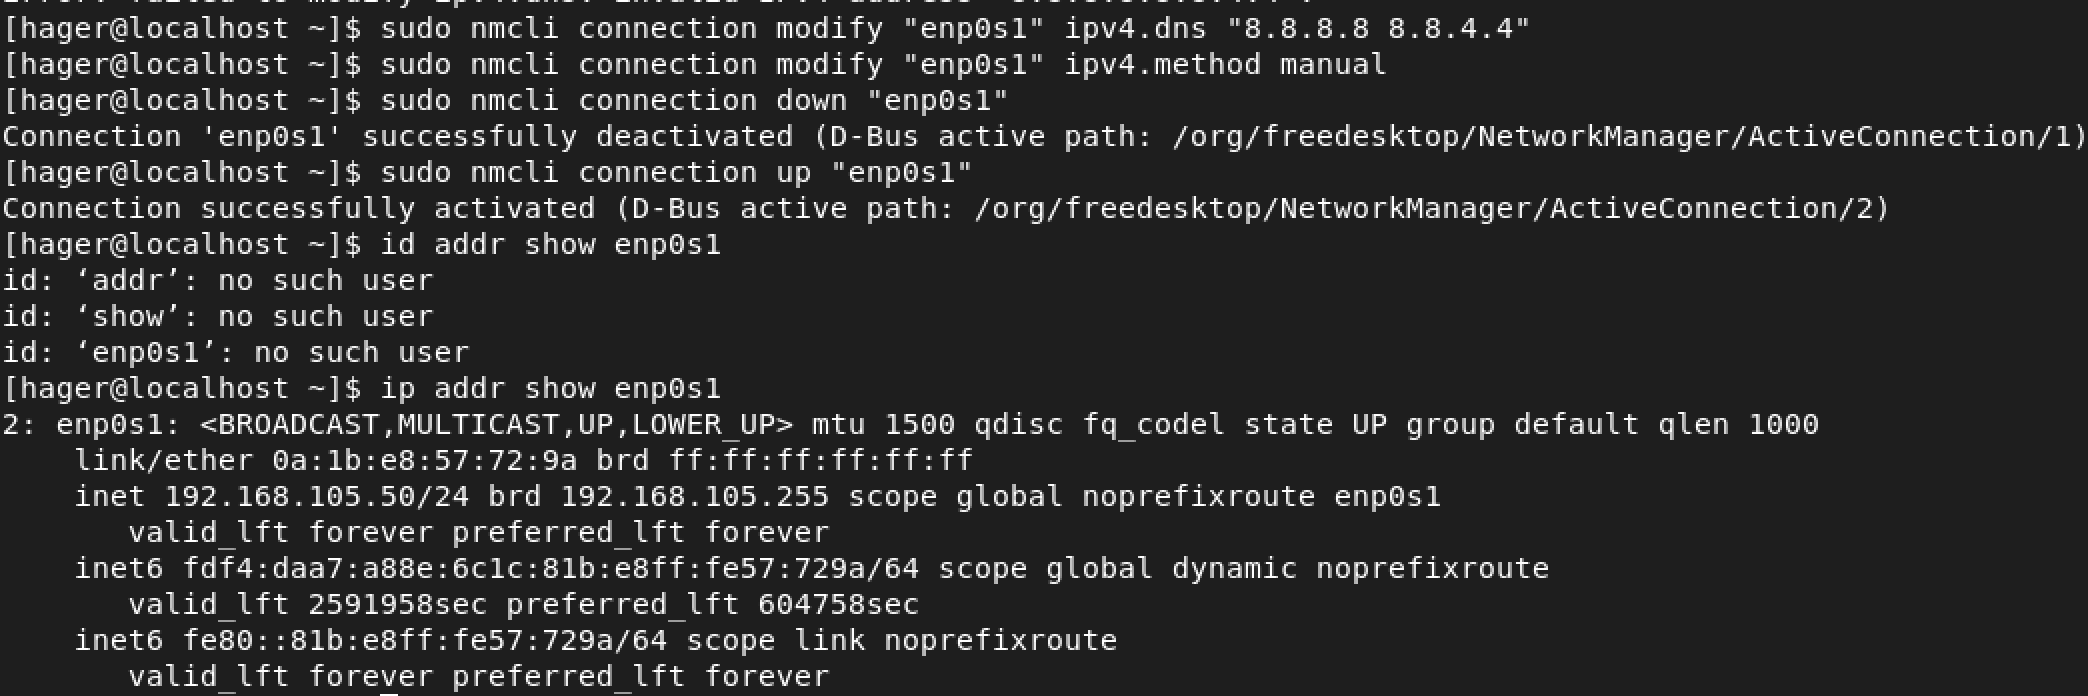 [hager@localhost ~]$ sudo nmcli connection modify "enp0s1" ipv4.dns "8.8.8.8 8.8.4.4"
[hager@localhost ~]$ sudo nmcli connection modify "enp0s1" ipv4.method manual
[hager@localhost ~]$ sudo nmcli connection down "enp0s1"
Connection 'enp0s1' successfully deactivated (D-Bus active path: /org/freedesktop/NetworkManager/ActiveConnection/1)
[hager@localhost ~]$ sudo nmcli connection up "enp0s1"
Connection successfully activated (D-Bus active path: /org/freedesktop/NetworkManager/ActiveConnection/2)
[hager@localhost ~]$ id addr show enp0s1
id: ‘addr’: no such user
id: ‘show’: no such user
id: ‘enp0s1’: no such user
[hager@localhost ~]$ ip addr show enp0s1
2: enp0s1: <BROADCAST,MULTICAST,UP,LOWER_UP> mtu 1500 qdisc fq_codel state UP group default qlen 1000
    link/ether 0a:1b:e8:57:72:9a brd ff:ff:ff:ff:ff:ff
    inet 192.168.105.50/24 brd 192.168.105.255 scope global noprefixroute enp0s1
       valid_lft forever preferred_lft forever
    inet6 fdf4:daa7:a88e:6c1c:81b:e8ff:fe57:729a/64 scope global dynamic noprefixroute
       valid_lft 2591958sec preferred_lft 604758sec
    inet6 fe80::81b:e8ff:fe57:729a/64 scope link noprefixroute
       valid_lft forever preferred_lft forever